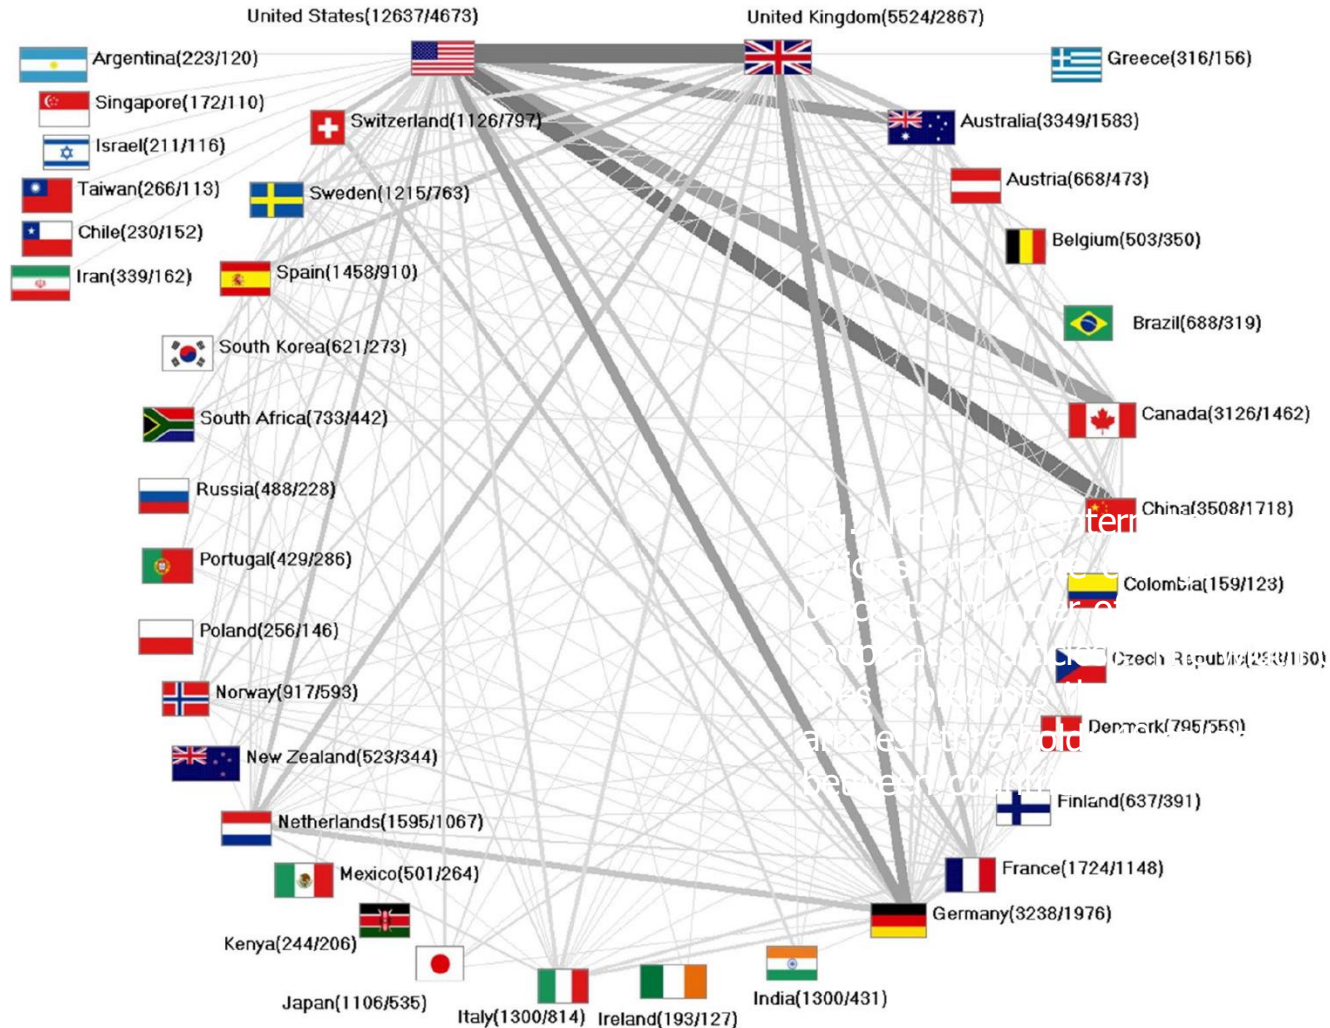 United States(12637/4673)
United Kingdom(5524/2867)
Argentina(223/120)
Greece(316/156)
Singapore(172/110)
Switzerland(1126/797)
Australia(3349/1583)
Israel(211/116)
Taiwan(266/113)
Sweden(1215/763)
Austria(668/473)
Chile(230/152)
Belgium(503/350)
Iran(339/162)
Spain(1458/910)
Brazil(688/319)
South Korea(621/273)
South Africa(733/442)
Canada(3126/1462)
Russia(488/228)
China(3508/1718)
Portugal(429/286)
Colombia(159/123)
Poland(256/146)
Czech Republic(283/160)
Norway(917/593)
Denmark(795/559)
New Zealand(523/344)
Finland(637/391)
Netherlands(1595/1067)
Mexico(501/264)
France(1724/1148)
Germany(3238/1976)
Kenya(244/206)
Japan(1106/535)
Italy(1300/814)
Ireland(193/127)
India(1300/431)
between